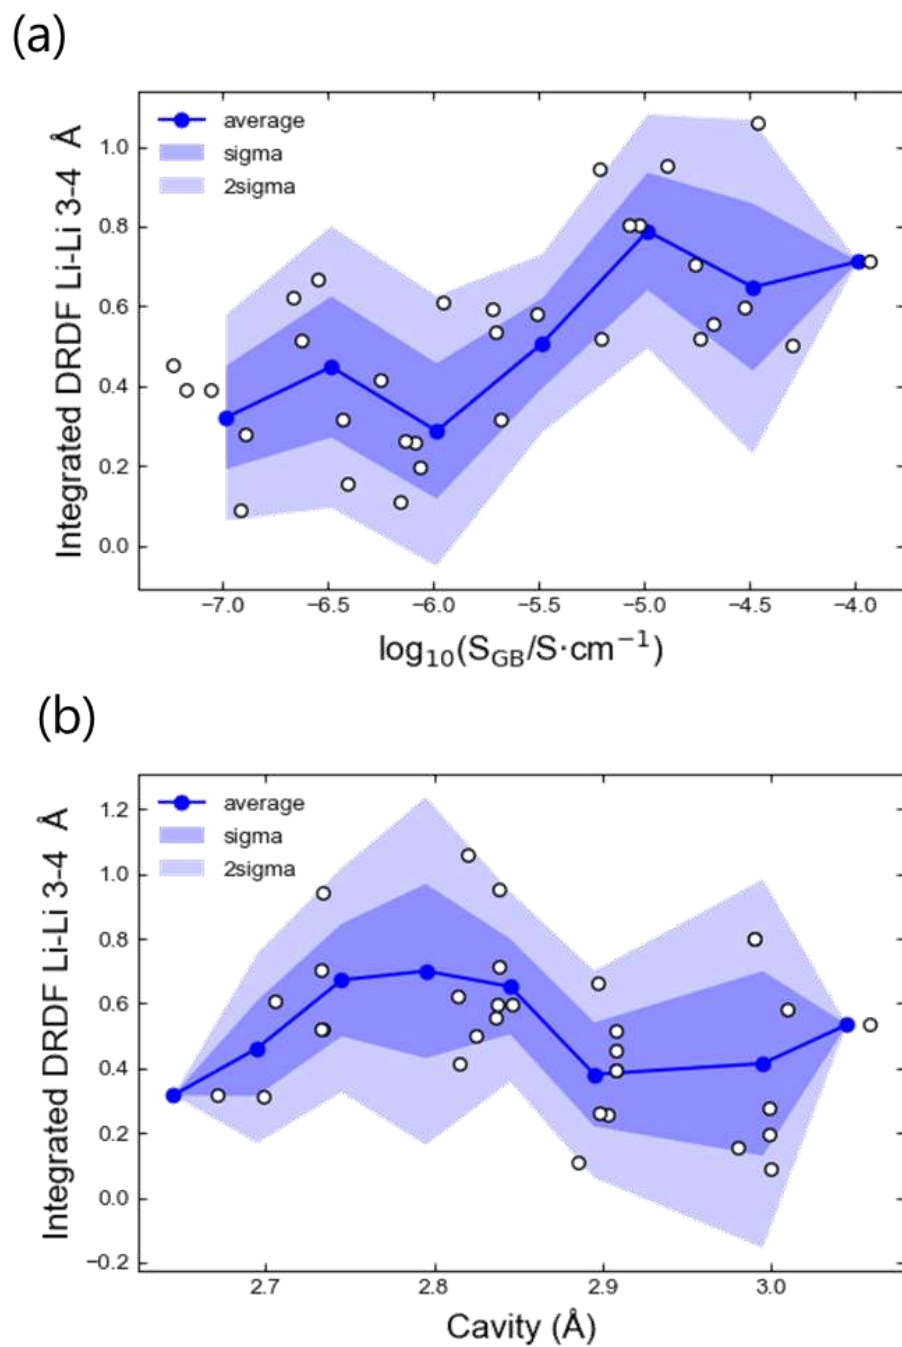 (a)
average
sigma
2sigma
Integrated DRDF Li-Li 3-4 Å
1.0
0.8
0.6
0.4
0.2
0.0
−7.0 −6.5 −6.0 −5.5 −5.0 −4.5 −4.0
log₁₀(S_GB/S·cm⁻¹)
(b)
average
sigma
2sigma
Integrated DRDF Li-Li 3-4 Å
1.2
1.0
0.8
0.6
0.4
0.2
0.0
−0.2
2.7 2.8 2.9 3.0
Cavity (Å)